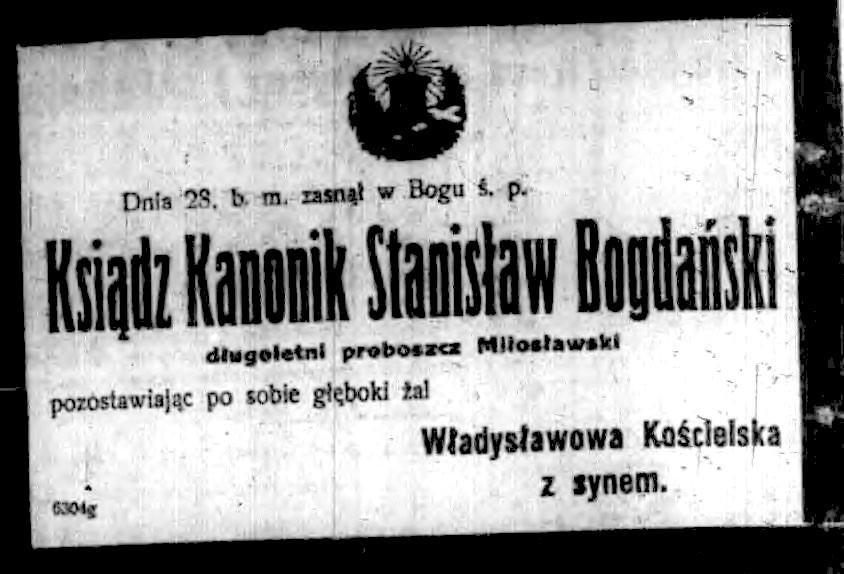 Dnia 28. b. m. zasnął w Bogu ś. p.
Ksiądz Kanonik Stanisław Bogdański
długoletni proboszcz Miłosławski
pozostawiając po sobie głęboki żal
Władysławowa Kościelska
z synem.
6304g